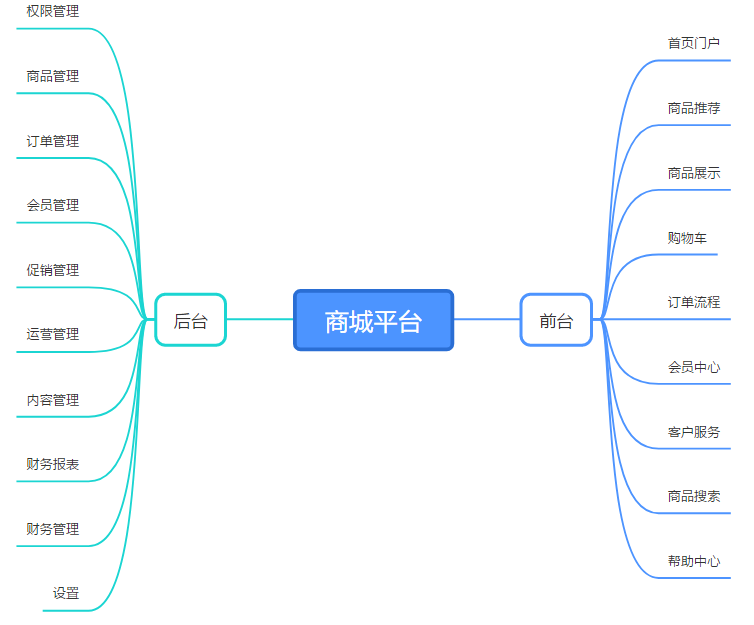 商城平台
后台
权限管理
商品管理
订单管理
会员管理
促销管理
运营管理
内容管理
财务报表
财务管理
设置
前台
首页门户
商品推荐
商品展示
购物车
订单流程
会员中心
客户服务
商品搜索
帮助中心